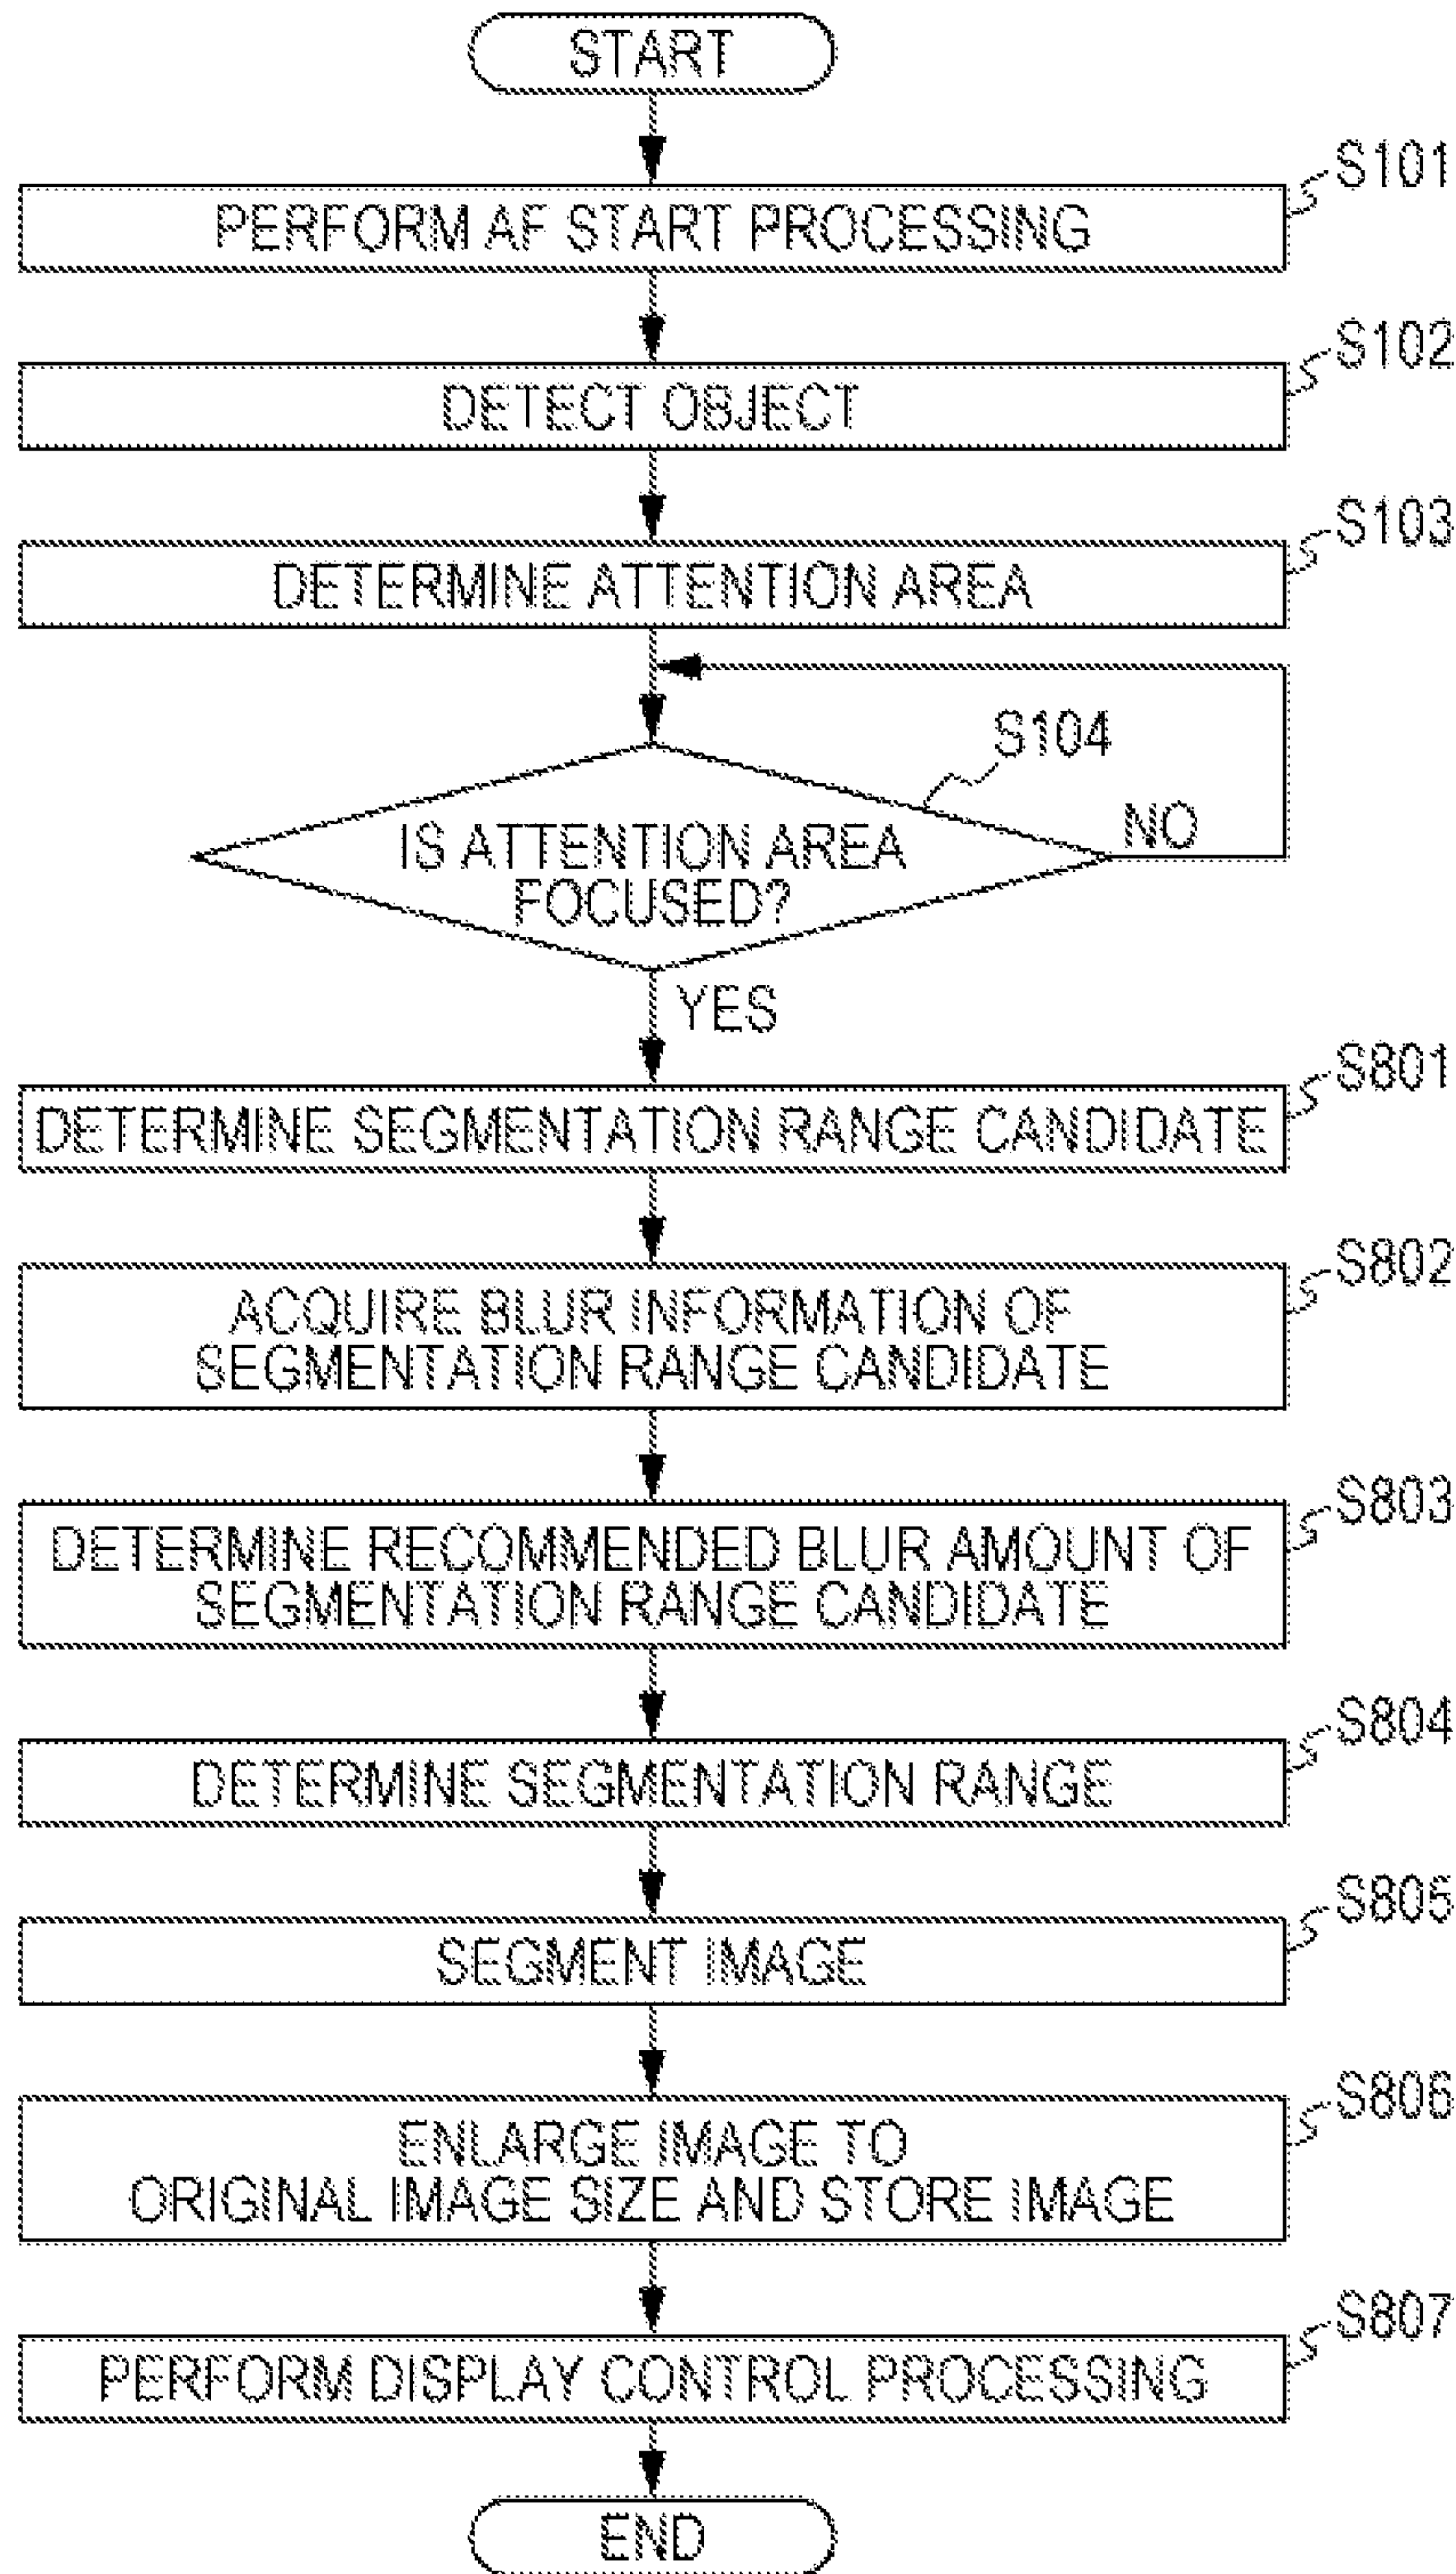 START
S101
PERFORM AF START PROCESSING
S102
DETECT OBJECT
S103
DETERMINE ATTENTION AREA
S104
IS ATTENTION AREA
FOCUSED?
NO
YES
S801
DETERMINE SEGMENTATION RANGE CANDIDATE
S802
ACQUIRE BLUR INFORMATION OF
SEGMENTATION RANGE CANDIDATE
S803
DETERMINE RECOMMENDED BLUR AMOUNT OF
SEGMENTATION RANGE CANDIDATE
S804
DETERMINE SEGMENTATION RANGE
S805
SEGMENT IMAGE
S806
ENLARGE IMAGE TO
ORIGINAL IMAGE SIZE AND STORE IMAGE
S807
PERFORM DISPLAY CONTROL PROCESSING
END